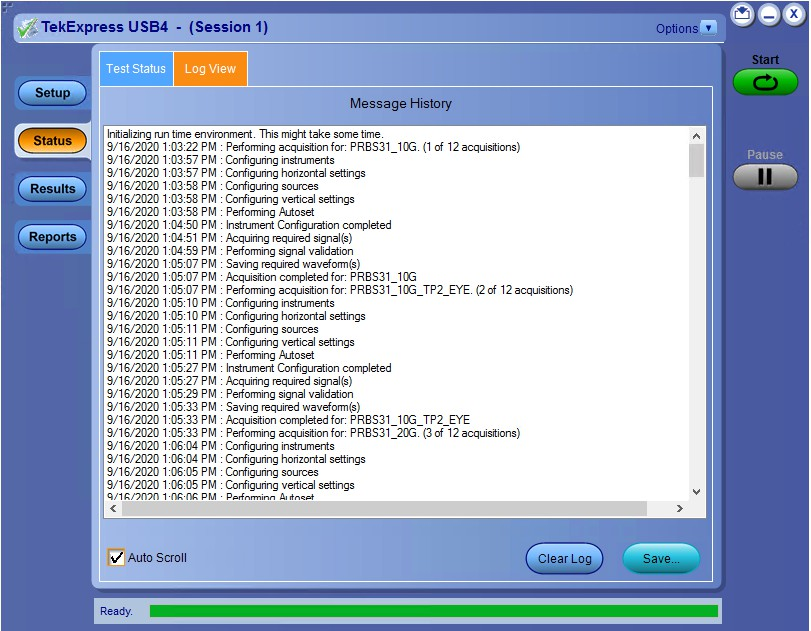 TekExpress USB4 - (Session 1)
Options
X
Start
Pause
Setup
Status
Results
Reports
Test Status
Log View
Message History
Initializing run time environment. This might take some time.
9/16/2020 1:03:22 PM : Performing acquisition for: PRBS31_10G. (1 of 12 acquisitions)
9/16/2020 1:03:57 PM : Configuring instruments
9/16/2020 1:03:57 PM : Configuring horizontal settings
9/16/2020 1:03:58 PM : Configuring sources
9/16/2020 1:03:58 PM : Configuring vertical settings
9/16/2020 1:03:58 PM : Performing Autoset
9/16/2020 1:04:50 PM : Instrument Configuration completed
9/16/2020 1:04:51 PM : Acquiring required signal(s)
9/16/2020 1:04:59 PM : Performing signal validation
9/16/2020 1:05:07 PM : Saving required waveform(s)
9/16/2020 1:05:07 PM : Acquisition completed for: PRBS31_10G
9/16/2020 1:05:07 PM : Performing acquisition for: PRBS31_10G_TP2_EYE. (2 of 12 acquisitions)
9/16/2020 1:05:10 PM : Configuring instruments
9/16/2020 1:05:10 PM : Configuring horizontal settings
9/16/2020 1:05:11 PM : Configuring sources
9/16/2020 1:05:11 PM : Configuring vertical settings
9/16/2020 1:05:11 PM : Performing Autoset
9/16/2020 1:05:27 PM : Instrument Configuration completed
9/16/2020 1:05:27 PM : Acquiring required signal(s)
9/16/2020 1:05:29 PM : Performing signal validation
9/16/2020 1:05:33 PM : Saving required waveform(s)
9/16/2020 1:05:33 PM : Acquisition completed for: PRBS31_10G_TP2_EYE
9/16/2020 1:05:33 PM : Performing acquisition for: PRBS31_20G. (3 of 12 acquisitions)
9/16/2020 1:06:04 PM : Configuring instruments
9/16/2020 1:06:04 PM : Configuring horizontal settings
9/16/2020 1:06:05 PM : Configuring sources
9/16/2020 1:06:05 PM : Configuring vertical settings
9/16/2020 1:06:06 PM : Performing Autoset
Auto Scroll
Clear Log
Save...
Ready.